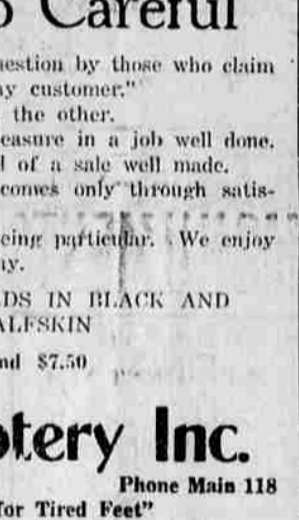 o Careful
uestion by those who claim
ny customer."
the other.
easure in a job well done.
l of a sale well made.
comes only through satis-
eing particular. We enjoy
ay.
DS IN BLACK AND
ALFSKIN
nd $7.50
otery Inc.
Phone Main 118
for Tired Feet"